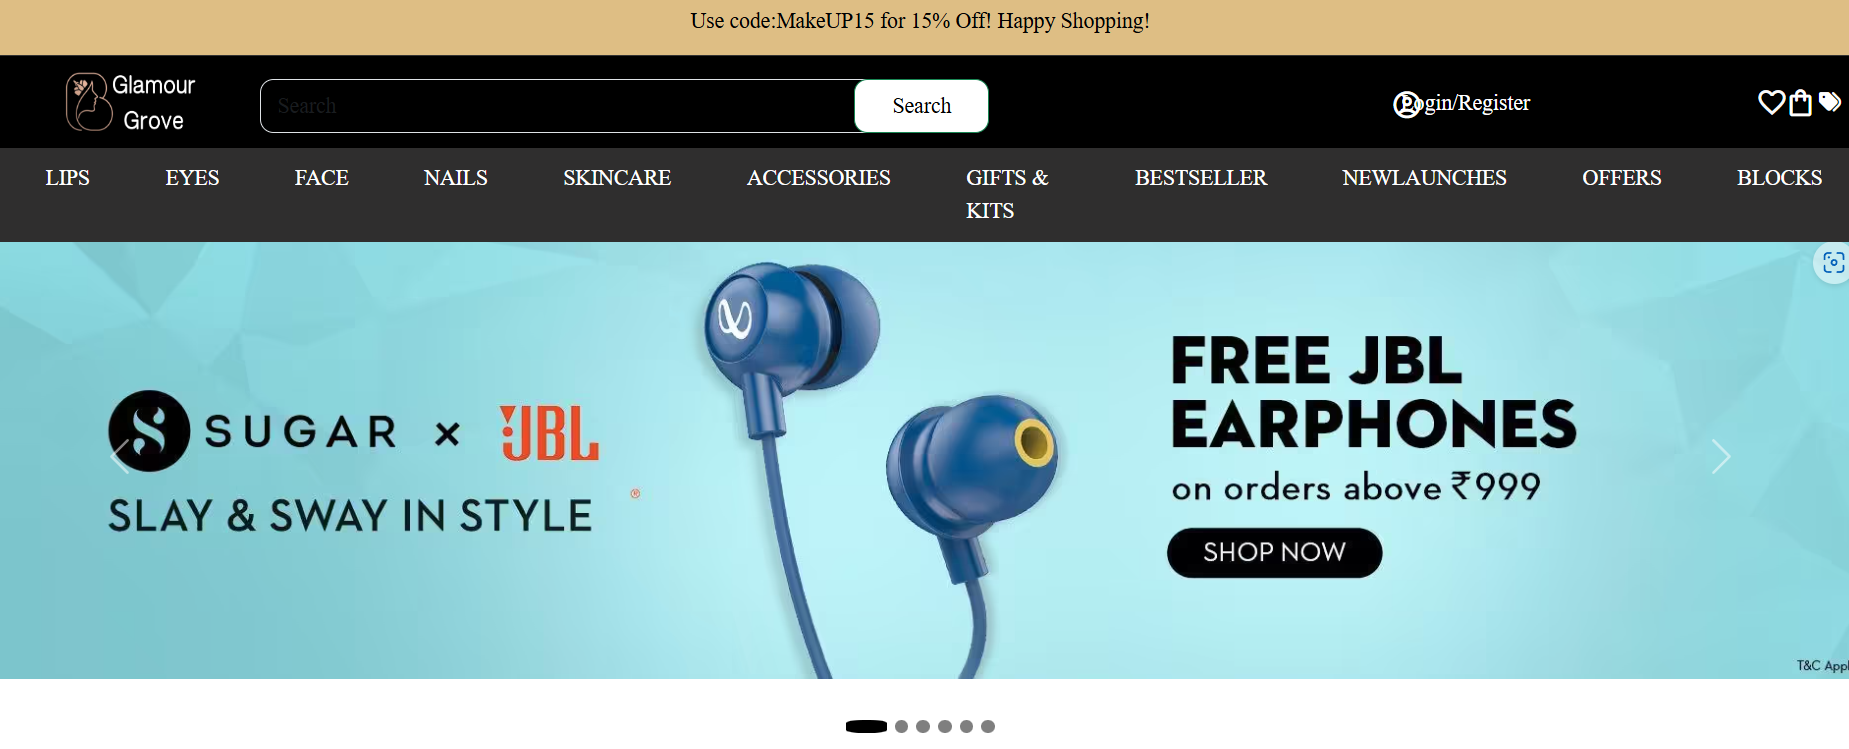 Use code:MakeUP15 for 15% Off! Happy Shopping!
Glamour
Grove
Search
Search
Login/Register
LIPS
EYES
FACE
NAILS
SKINCARE
ACCESSORIES
GIFTS &
KITS
BESTSELLER
NEWLAUNCHES
OFFERS
BLOCKS
SUGAR × JBL
SLAY & SWAY IN STYLE
FREE JBL
EARPHONES
on orders above ₹999
SHOP NOW
T&C Appl